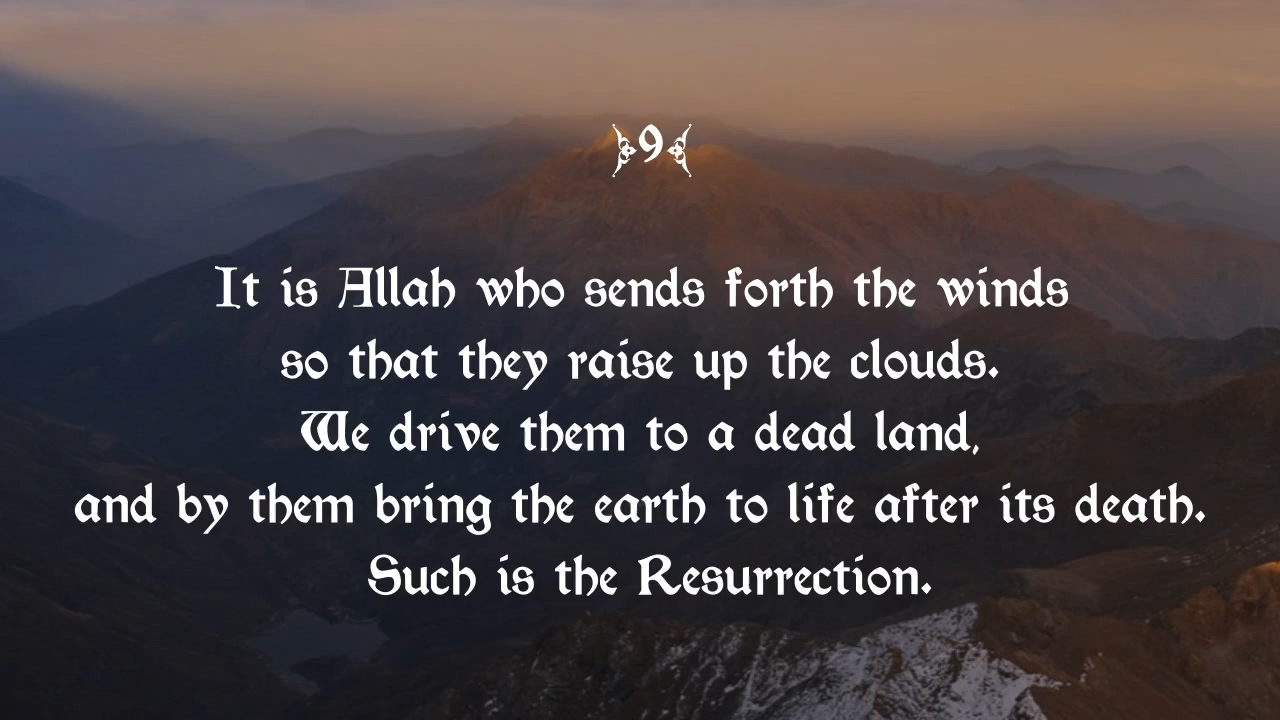 9
It is Allah who sends forth the winds
so that they raise up the clouds.
We drive them to a dead land,
and by them bring the earth to life after its death.
Such is the Resurrection.